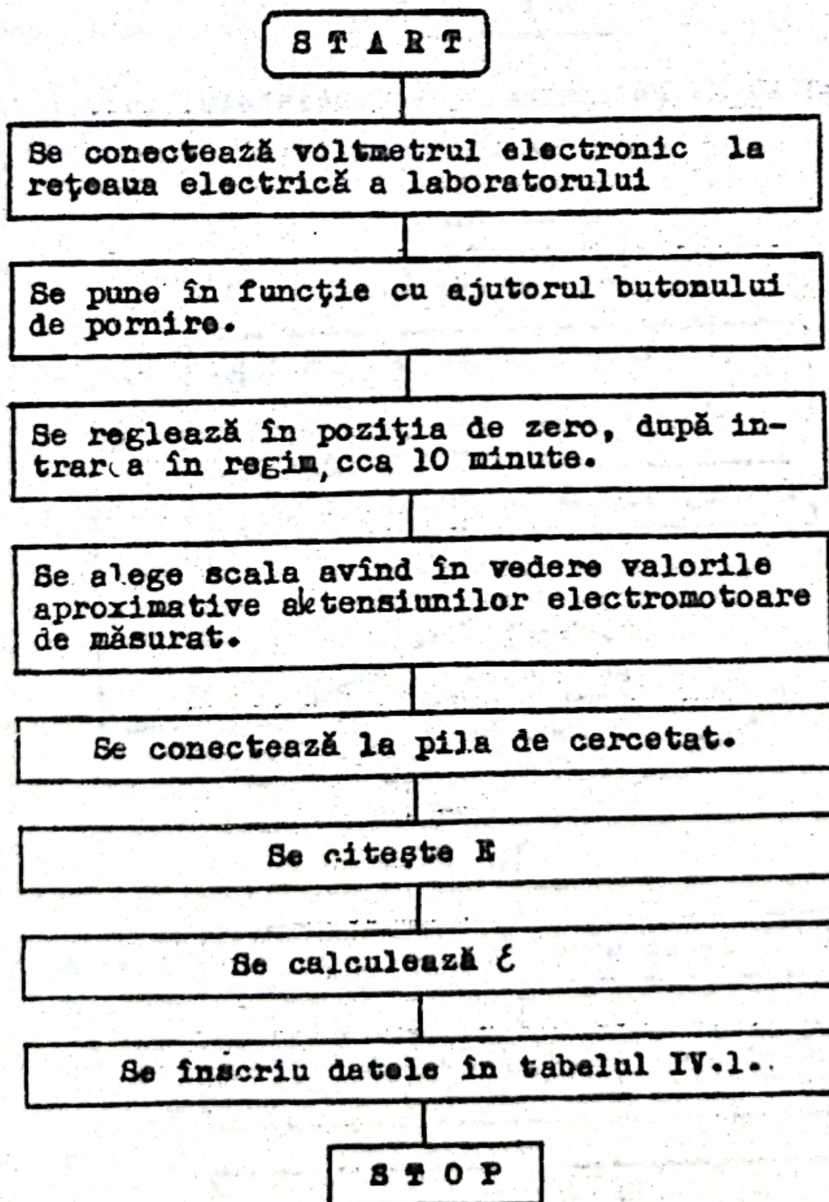 S T A R T
Se conectează voltmetrul electronic la
rețeaua electrică a laboratorului
Se pune în funcție cu ajutorul butonului
de pornire.
Se reglează în poziția de zero, după in-
trarea în regim, cca 10 minute.
Se alege scala avînd în vedere valorile
aproximative ale tensiunilor electromotoare
de măsurat.
Se conectează la pila de cercetat.
Se citește E
Se calculează ℰ
Se înscriu datele în tabelul IV.1.
S T O P